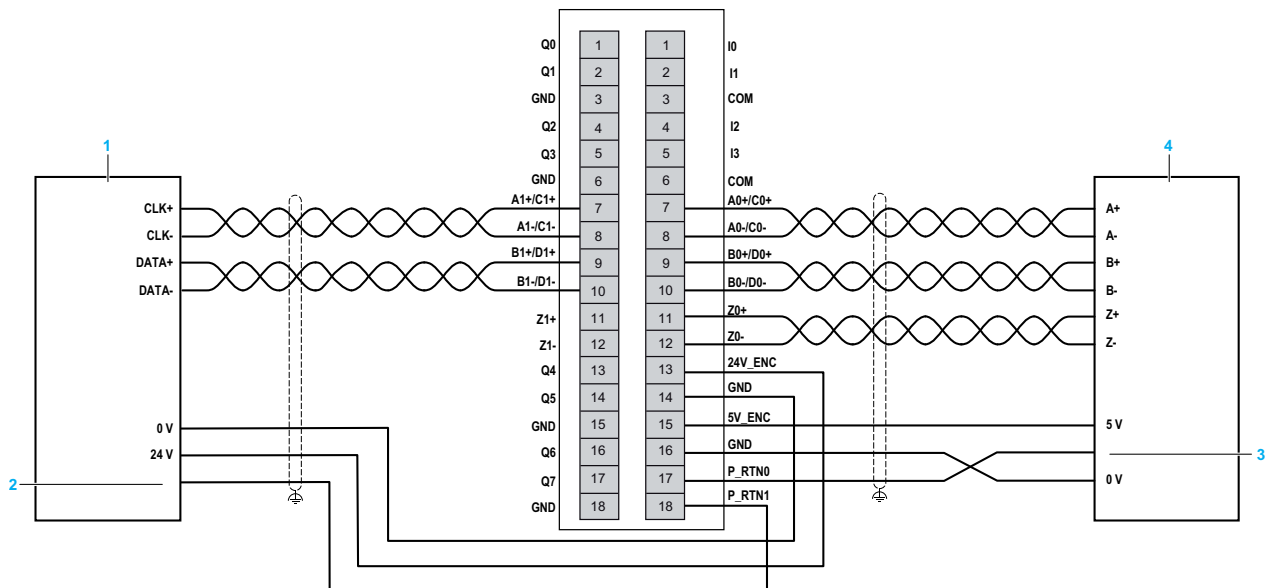 Q0 1 1 I0
Q1 2 2 I1
GND 3 3 COM
Q2 4 4 I2
1 4
Q3 5 5 I3
GND 6 6 COM
A1+/C1+ A0+/C0+
CLK+ 7 7 A+
A1-/C1- A0-/C0-
CLK- 8 8 A-
B1+/D1+ B0+/D0+
DATA+ 9 9 B+
B1-/D1- B0-/D0-
DATA- 10 10 B-
Z0+
Z1+ 11 11 Z+
Z0-
Z1- 12 12 Z-
24V_ENC
Q4 13 13
GND
Q5 14 14
5V_ENC
0 V GND 15 15 5 V
GND
24 V Q6 16 16 3
P_RTN0
2 Q7 17 17 0 V
P_RTN1
GND 18 18